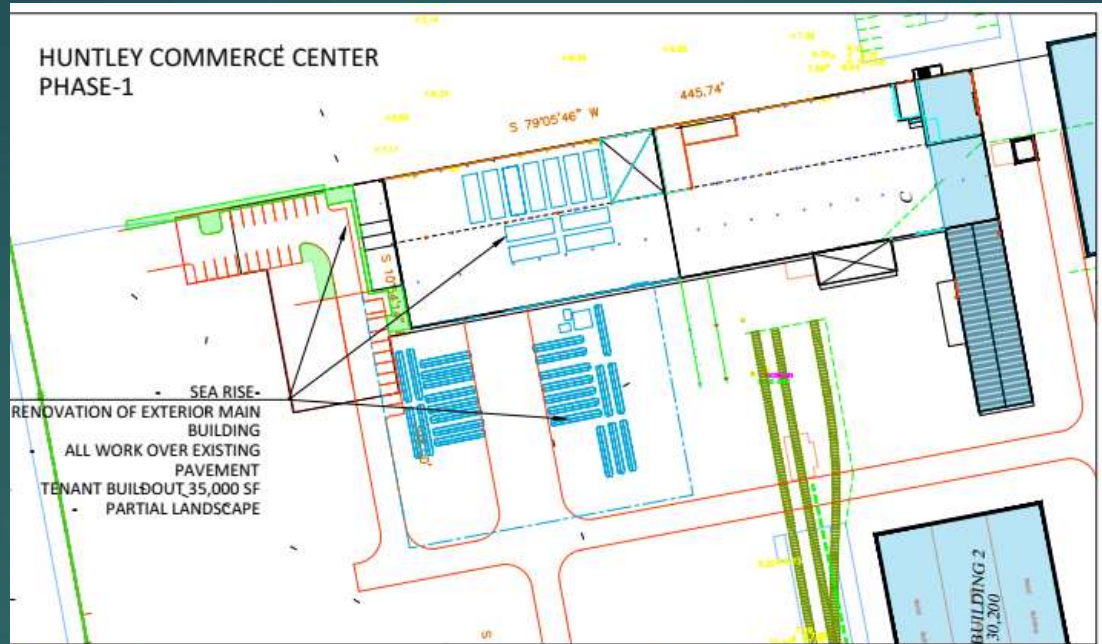 HUNTLEY COMMERCE CENTER
PHASE-1
S 79°05'46" W
445.74'
C
- SEA RISE-
RENOVATION OF EXTERIOR MAIN
BUILDING
- ALL WORK OVER EXISTING
PAVEMENT
TENANT BUILDOUT 35,000 SF
- PARTIAL LANDSCAPE
BUILDING 2
30,200
S